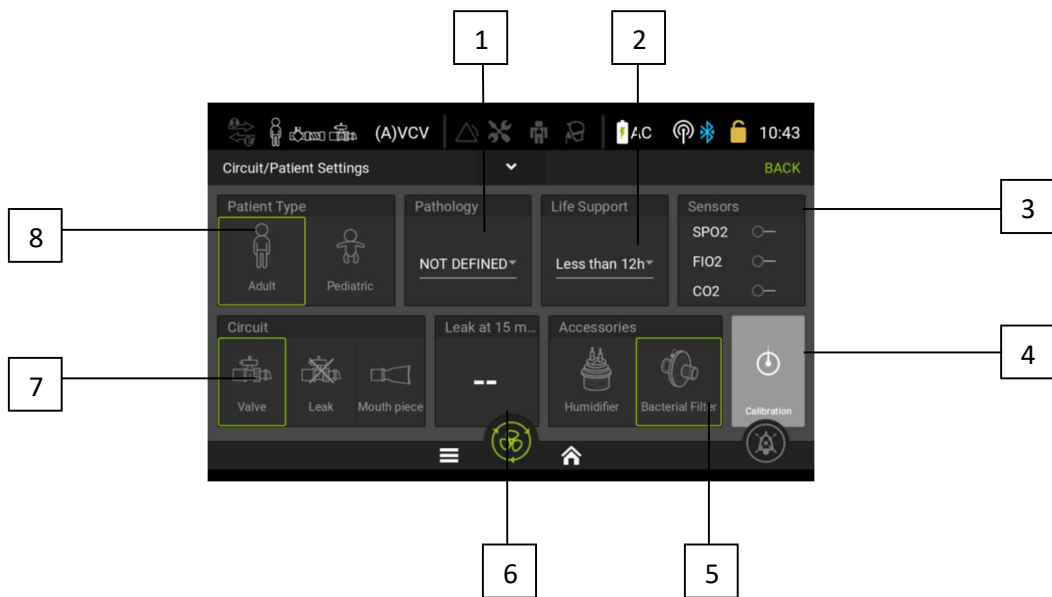 1
2
(A)VCV
AC
10:43
Circuit/Patient Settings
BACK
Patient Type
Pathology
Life Support
Sensors
3
8
SPO2
NOT DEFINED
Less than 12h
FIO2
Adult
Pediatric
CO2
Circuit
Leak at 15 m...
Accessories
4
7
--
Valve
Leak
Mouth piece
Humidifier
Bacterial Filter
Calibration
6
5